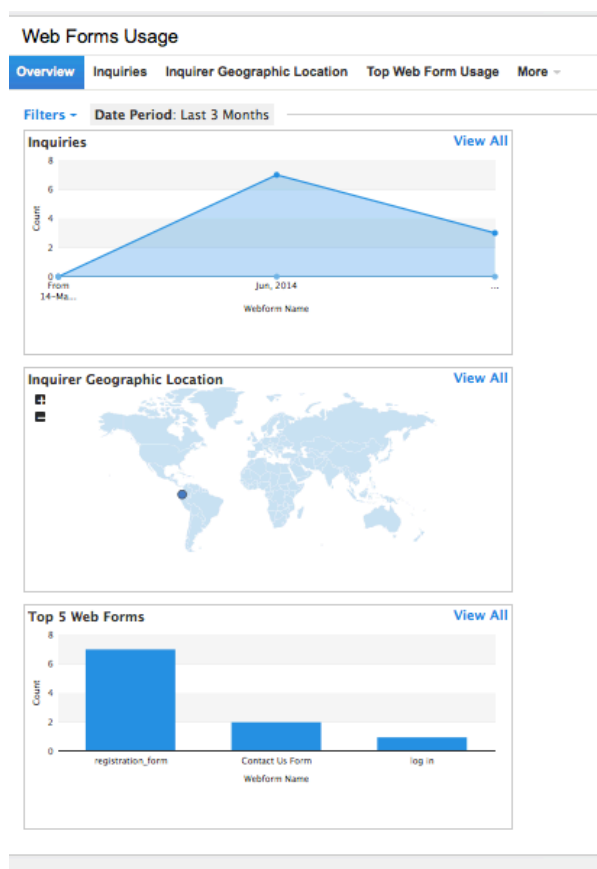 Web Forms Usage
Overview Inquiries Inquirer Geographic Location Top Web Form Usage More
Filters Date Period: Last 3 Months
Inquiries View All
8
6
4
2
0
Count
From
14-Ma...
Jun, 2014
...
Webform Name
Inquirer Geographic Location View All
+
−
Top 5 Web Forms View All
8
6
4
2
0
Count
registration_form Contact Us Form log in
Webform Name